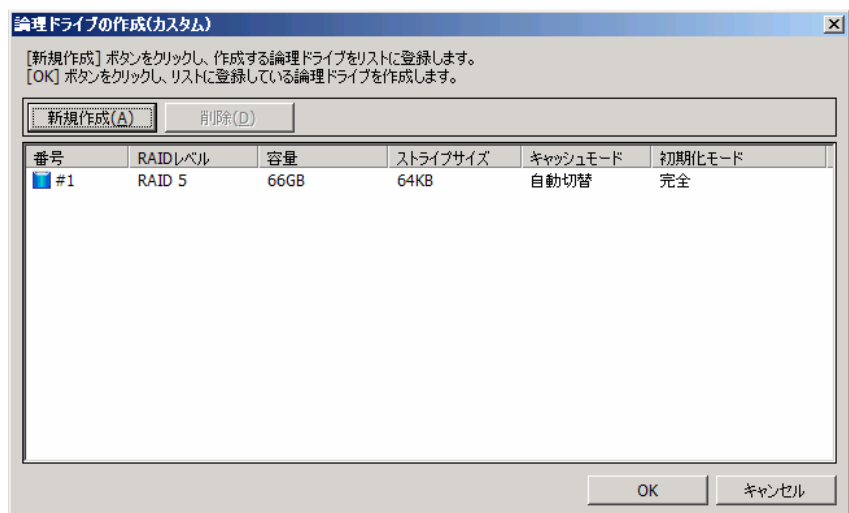 論理ドライブの作成(カスタム)
[新規作成] ボタンをクリックし、作成する論理ドライブをリストに登録します。
[OK] ボタンをクリックし、リストに登録している論理ドライブを作成します。
新規作成(A) 削除(D)
番号 RAIDレベル 容量 ストライプサイズ キャッシュモード 初期化モード
#1 RAID 5 66GB 64KB 自動切替 完全
OK キャンセル